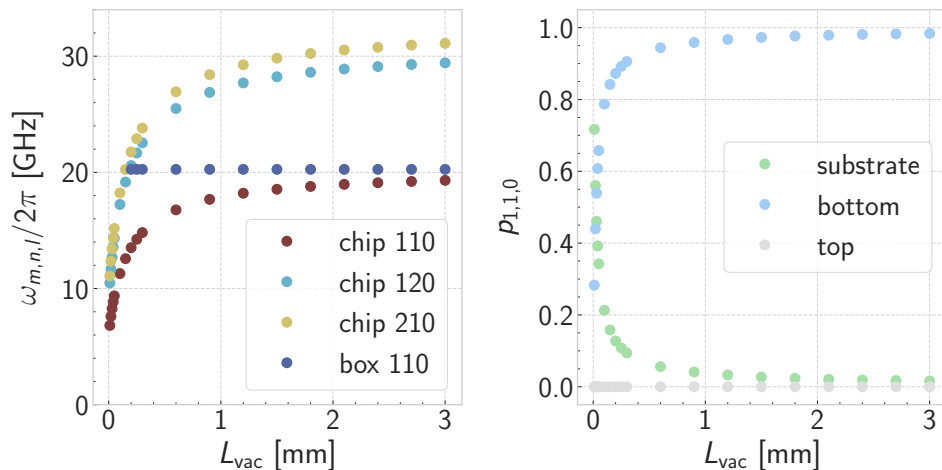 ω_{m,n,l}/2π [GHz]
30
20
10
0
chip 110
chip 120
chip 210
box 110
0 1 2 3
L_vac [mm]
p_{1,1,0}
1.0
0.8
0.6
0.4
0.2
0.0
substrate
bottom
top
0 1 2 3
L_vac [mm]